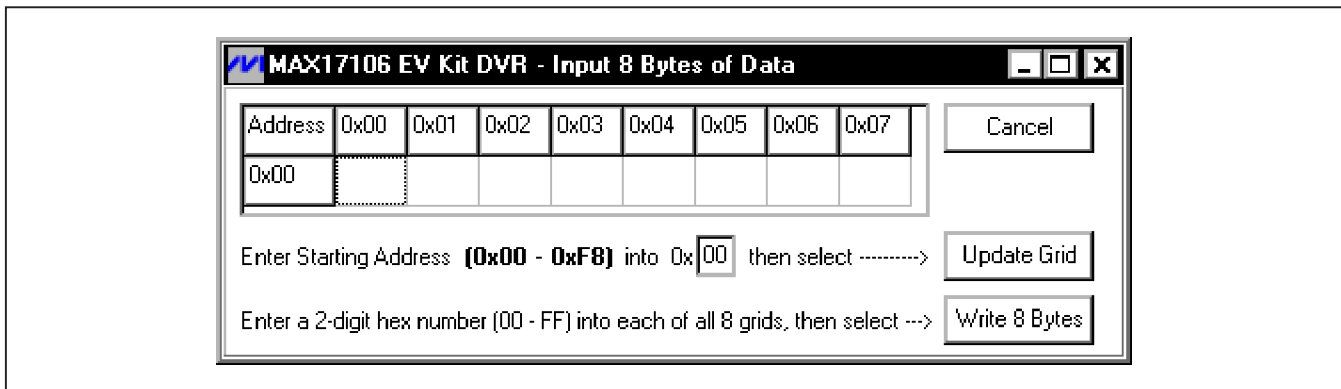 MAX17106 EV Kit DVR - Input 8 Bytes of Data
Address 0x00 0x01 0x02 0x03 0x04 0x05 0x06 0x07
Cancel
0x00
Enter Starting Address (0x00 - 0xF8) into 0x 00 then select --------->
Update Grid
Enter a 2-digit hex number (00 - FF) into each of all 8 grids, then select --->
Write 8 Bytes